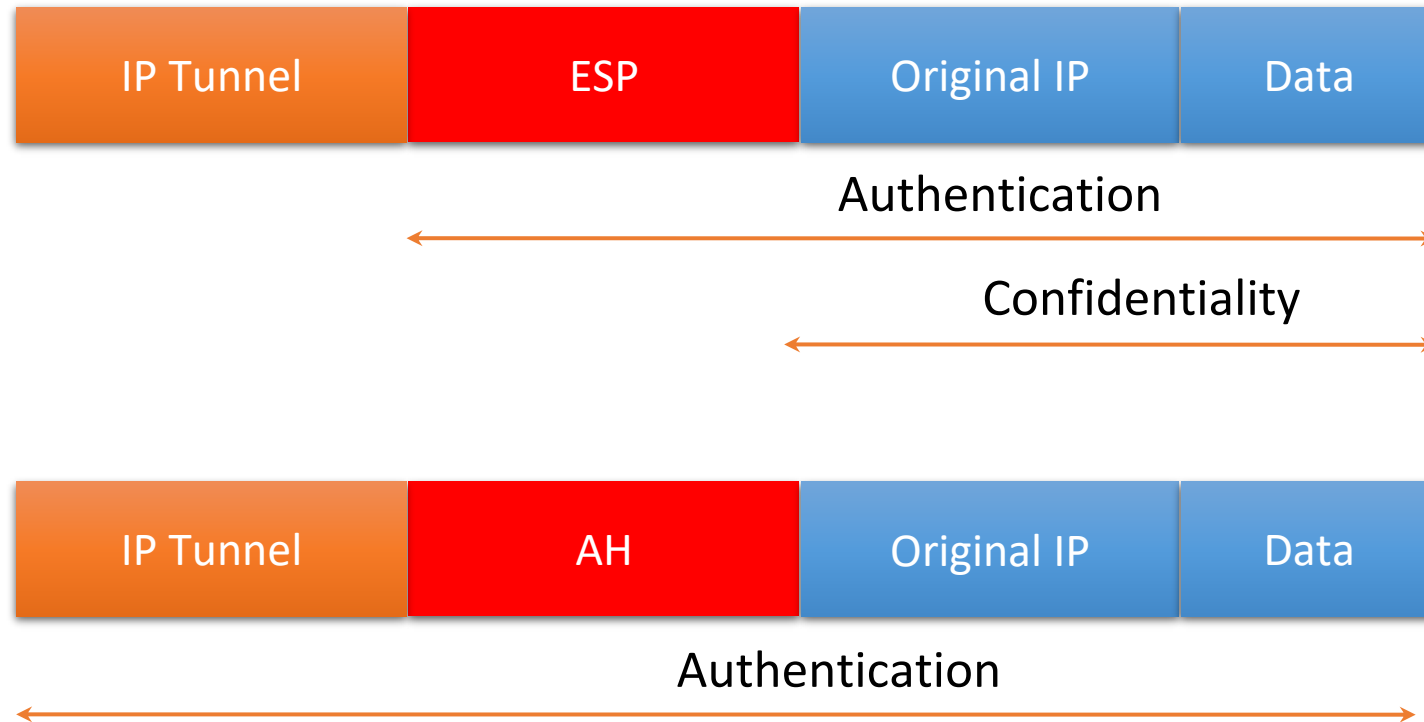 IP Tunnel ESP Original IP Data
Authentication
Confidentiality
IP Tunnel AH Original IP Data
Authentication